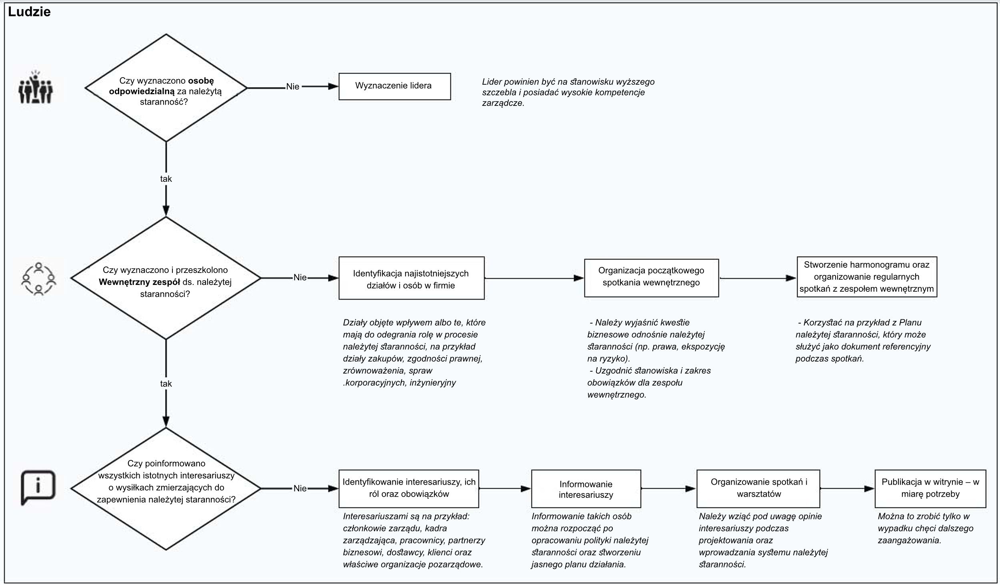 Ludzie
Czy wyznaczono osobę
odpowiedzialną za należytą
staranność?
Nie
Wyznaczenie lidera
Lider powinien być na stanowisku wyższego
szczebla i posiadać wysokie kompetencje
zarządcze.
tak
Czy wyznaczono i przeszkolono
Wewnętrzny zespół ds. należytej
staranności?
Nie
Identyfikacja najistotniejszych
działów i osób w firmie
Organizacja początkowego
spotkania wewnętrznego
Stworzenie harmonogramu oraz
organizowanie regularnych
spotkań z zespołem wewnętrznym
Działy objęte wpływem albo te, które
mają do odegrania rolę w procesie
należytej staranności, na przykład
działy zakupów, zgodności prawnej,
zrównoważenia, spraw
.korporacyjnych, inżynieryjny
- Należy wyjaśnić kwestie
biznesowe odnośnie należytej
staranności (np. prawa, ekspozycję
na ryzyko).
- Uzgodnić stanowiska i zakres
obowiązków dla zespołu
wewnętrznego.
- Korzystać na przykład z Planu
należytej staranności, który może
służyć jako dokument referencyjny
podczas spotkań.
tak
Czy poinformowano
wszystkich istotnych interesariuszy
o wysiłkach zmierzających do
zapewnienia należytej staranności?
Nie
Identyfikowanie interesariuszy, ich
ról oraz obowiązków
Informowanie
interesariuszy
Organizowanie spotkań i
warsztatów
Publikacja w witrynie – w
miarę potrzeby
Interesariuszami są na przykład:
członkowie zarządu, kadra
zarządzająca, pracownicy, partnerzy
biznesowi, dostawcy, klienci oraz
właściwe organizacje pozarządowe.
Informowanie takich osób
można rozpocząć po
opracowaniu polityki należytej
staranności oraz stworzeniu
jasnego planu działania.
Należy wziąć pod uwagę opinie
interesariuszy podczas
projektowania oraz
wprowadzania systemu należytej
staranności.
Można to zrobić tylko w
wypadku chęci dalszego
zaangażowania.